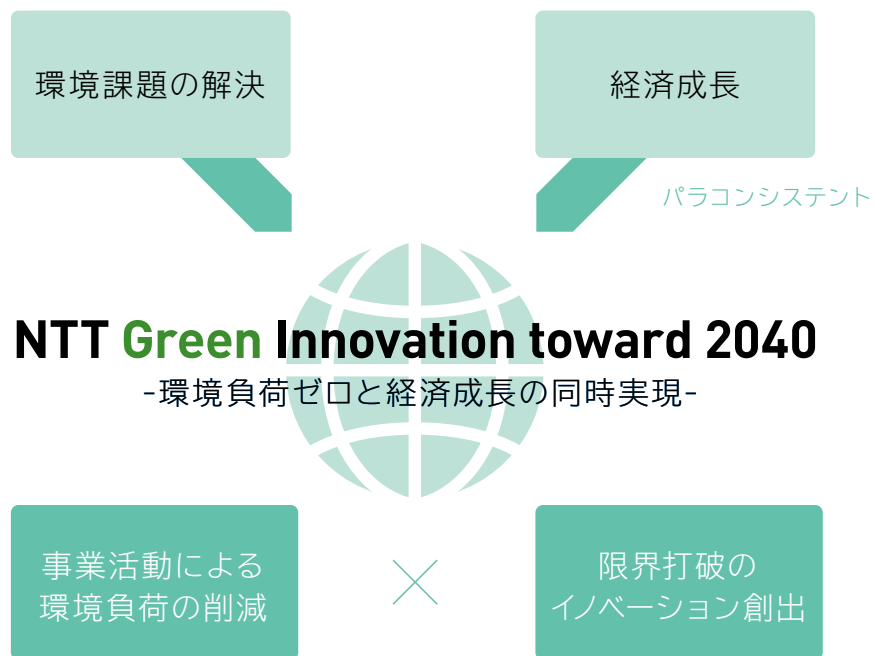 環境課題の解決
経済成長
パラコンシステント
NTT Green Innovation toward 2040
-環境負荷ゼロと経済成長の同時実現-
事業活動による
環境負荷の削減
×
限界打破の
イノベーション創出